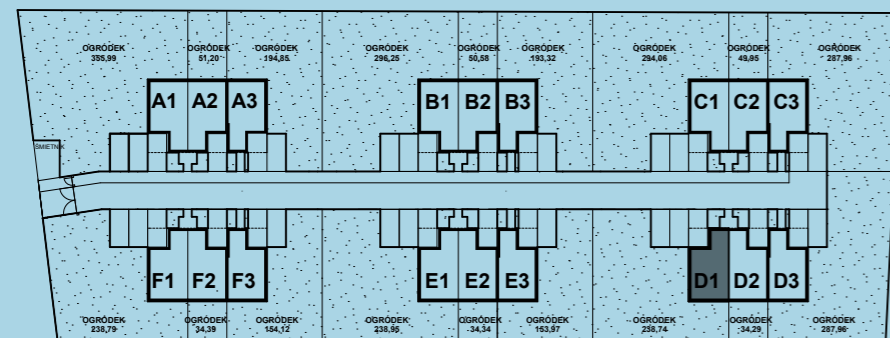 OGRÓDEK
355,99
OGRÓDEK
51,20
OGRÓDEK
194,85
OGRÓDEK
296,25
OGRÓDEK
50,58
OGRÓDEK
193,32
OGRÓDEK
294,06
OGRÓDEK
49,95
OGRÓDEK
287,96
A1 A2 A3 B1 B2 B3 C1 C2 C3
ŚMIETNIK
F1 F2 F3 E1 E2 E3 D1 D2 D3
OGRÓDEK
238,79
OGRÓDEK
34,39
OGRÓDEK
154,12
OGRÓDEK
238,95
OGRÓDEK
34,34
OGRÓDEK
153,97
OGRÓDEK
238,74
OGRÓDEK
34,29
OGRÓDEK
287,96